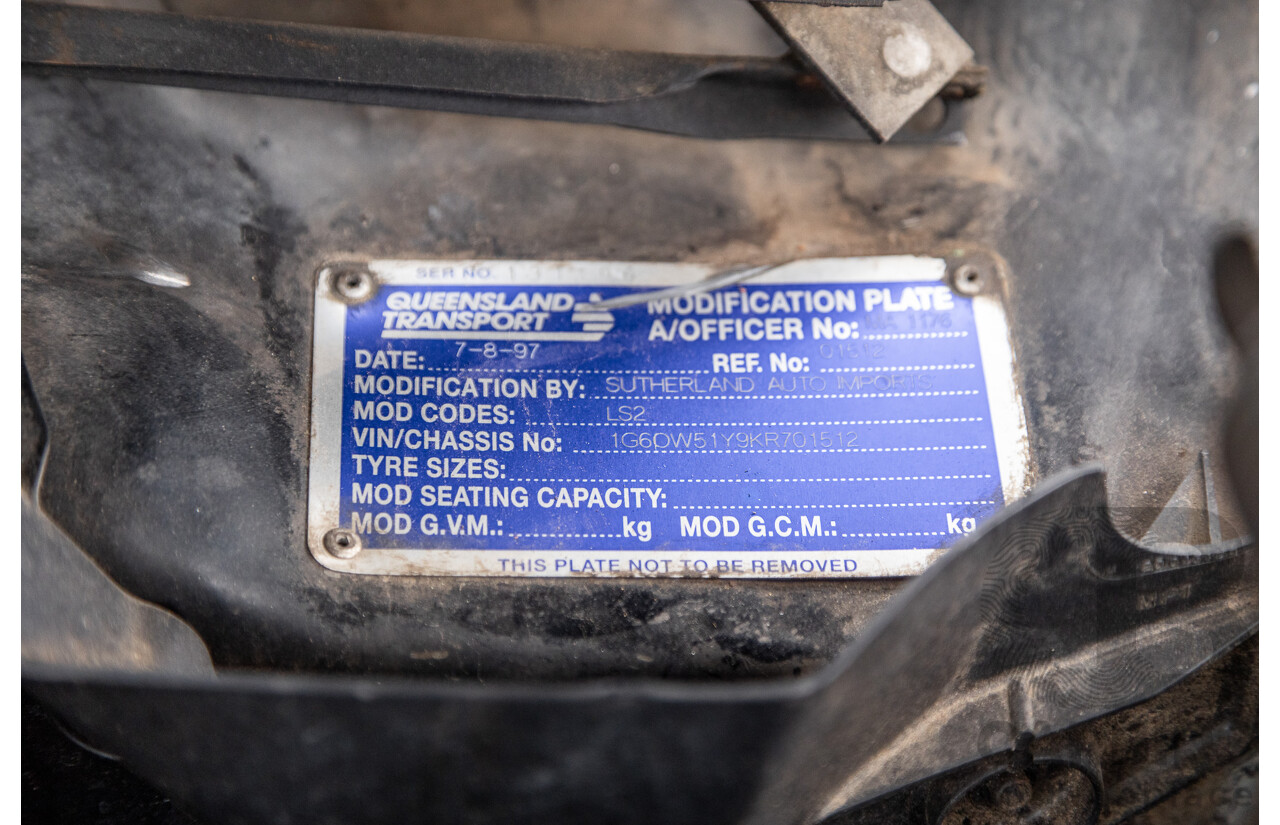 SER NO.
QUEENSLAND TRANSPORT
MODIFICATION PLATE
A/OFFICER No:
DATE: 7-8-97 REF. No: 01512
MODIFICATION BY: SUTHERLAND AUTO IMPORTS
MOD CODES: LS2
VIN/CHASSIS No: 1G6DW51Y9KR701512
TYRE SIZES:
MOD SEATING CAPACITY:
MOD G.V.M.: kg MOD G.C.M.: kg
THIS PLATE NOT TO BE REMOVED